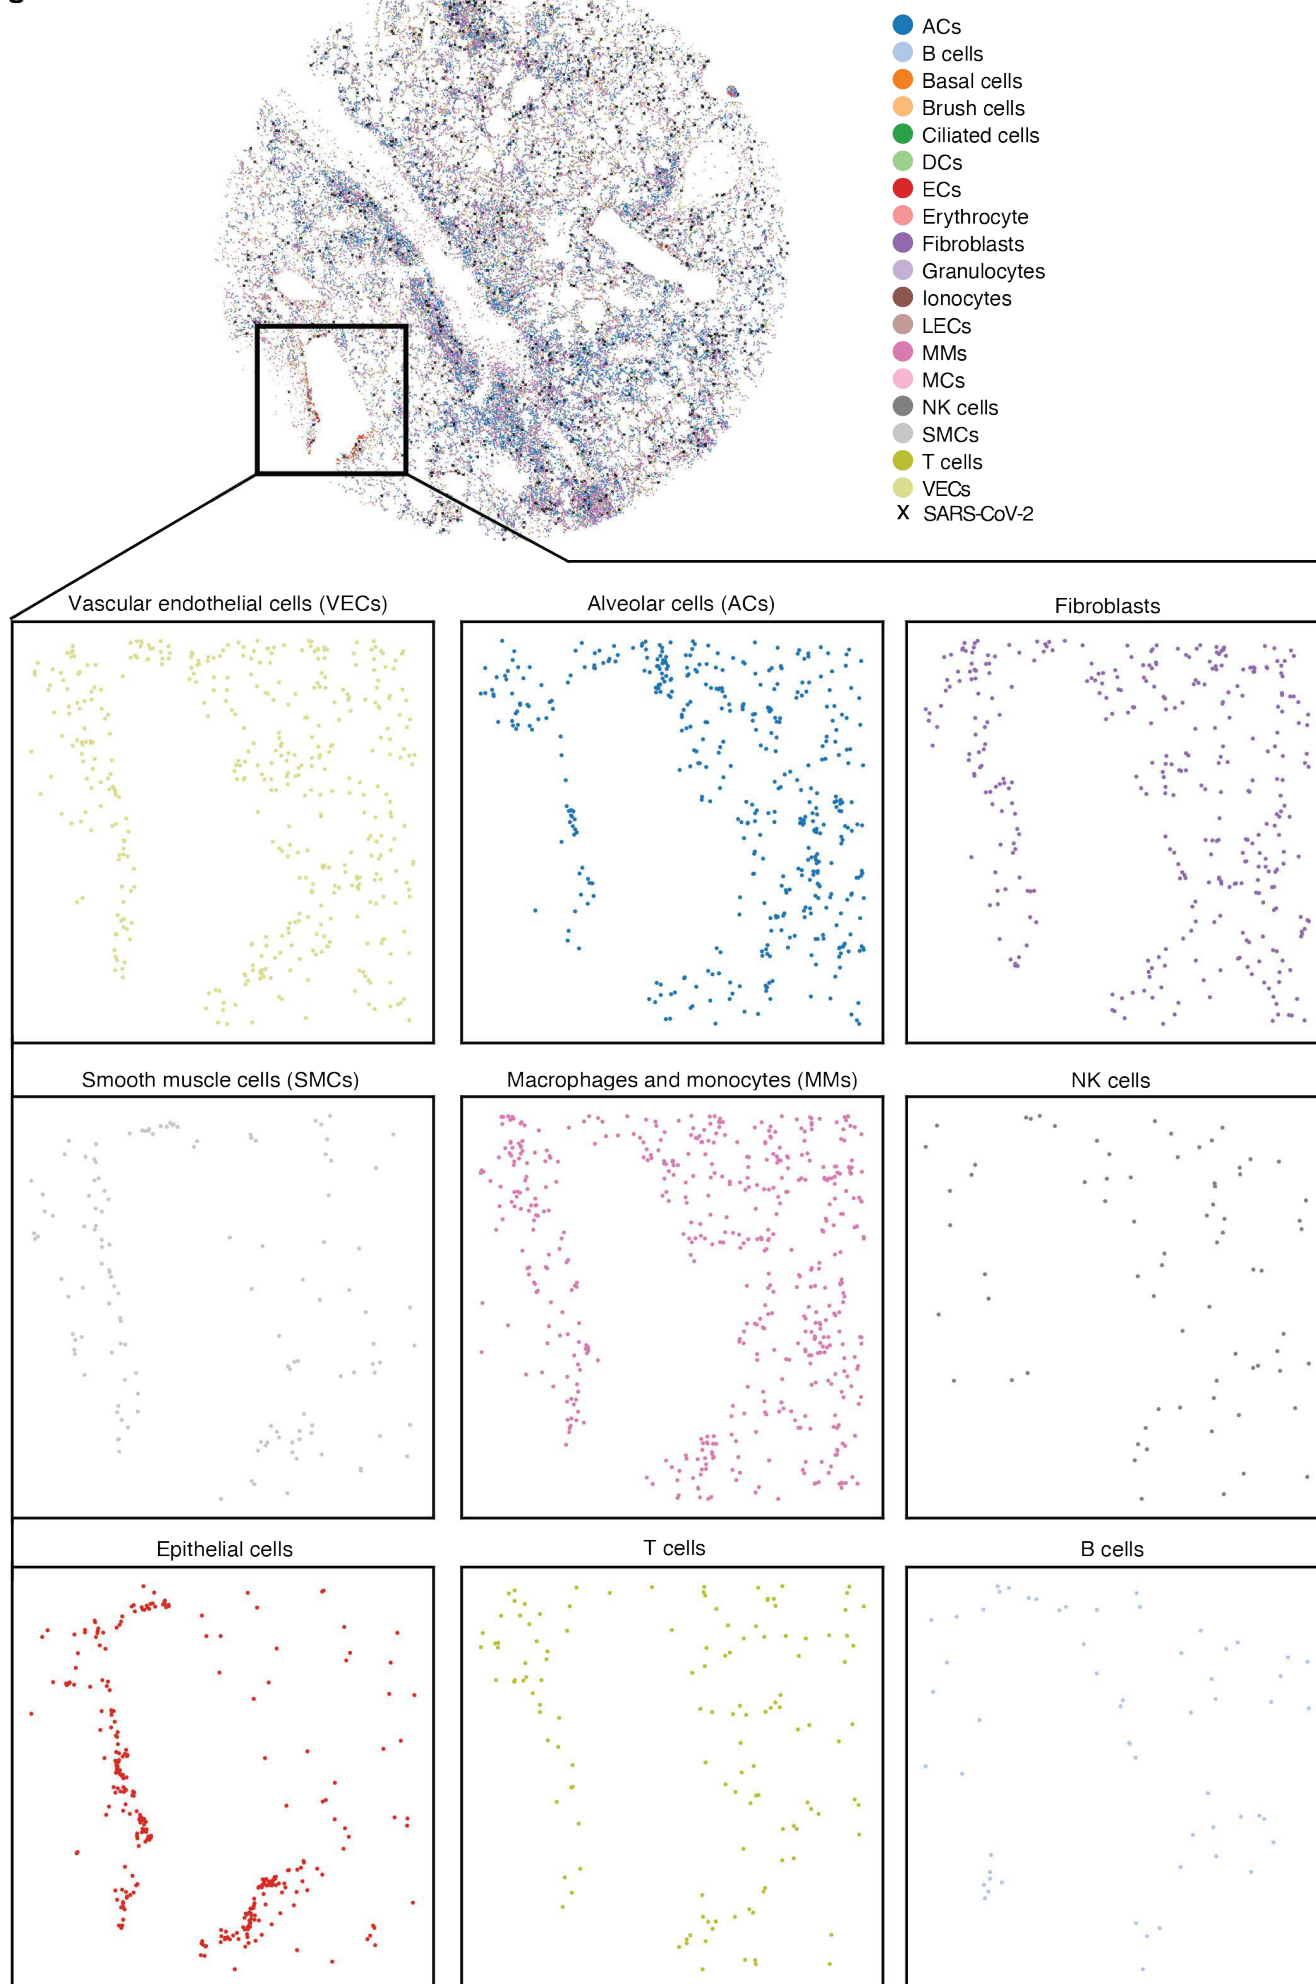 ACs
B cells
Basal cells
Brush cells
Ciliated cells
DCs
ECs
Erythrocyte
Fibroblasts
Granulocytes
Ionocytes
LECs
MMs
MCs
NK cells
SMCs
T cells
VECs
X SARS-CoV-2
Vascular endothelial cells (VECs)
Alveolar cells (ACs)
Fibroblasts
Smooth muscle cells (SMCs)
Macrophages and monocytes (MMs)
NK cells
Epithelial cells
T cells
B cells